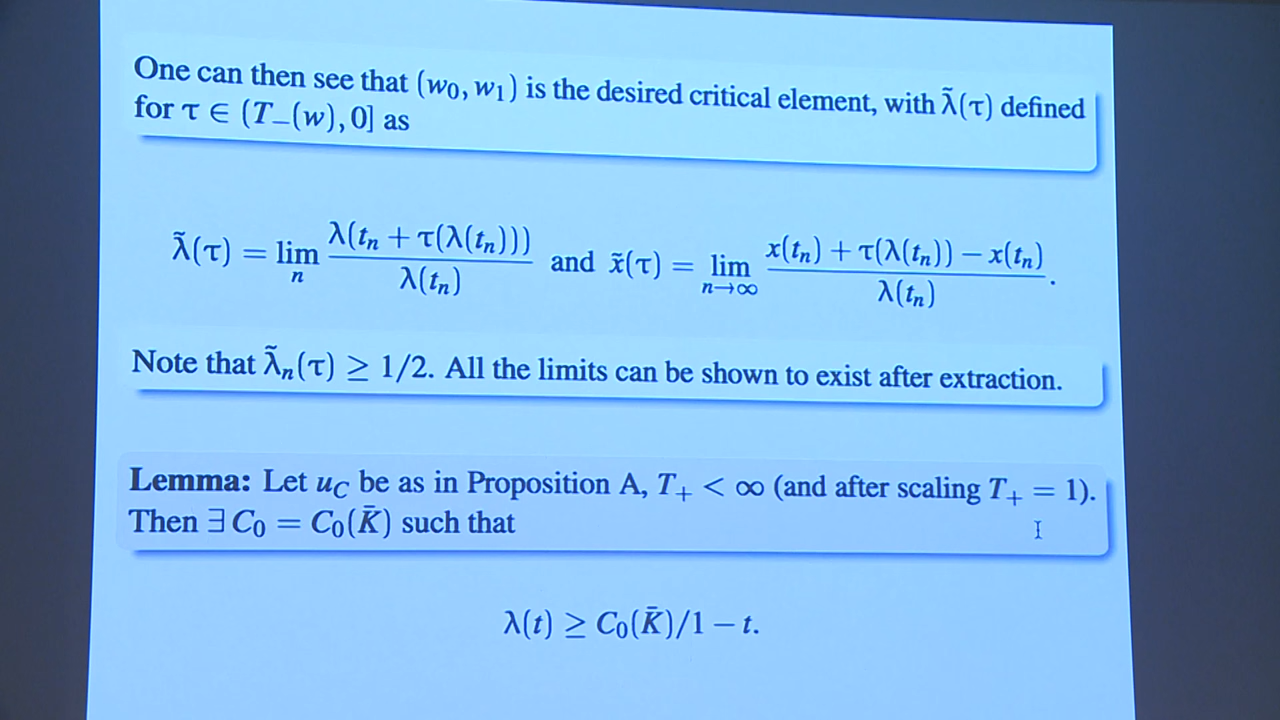 One can then see that (w₀, w₁) is the desired critical element, with λ̃(τ) defined
for τ ∈ (T₋(w), 0] as
λ̃(τ) = lim_n λ(tₙ + τ(λ(tₙ))) / λ(tₙ) and x̃(τ) = lim_{n→∞} x(tₙ) + τ(λ(tₙ)) − x(tₙ) / λ(tₙ).
Note that λ̃ₙ(τ) ≥ 1/2. All the limits can be shown to exist after extraction.
Lemma: Let u_C be as in Proposition A, T₊ < ∞ (and after scaling T₊ = 1).
Then ∃ C₀ = C₀(K̄) such that
λ(t) ≥ C₀(K̄)/1 − t.